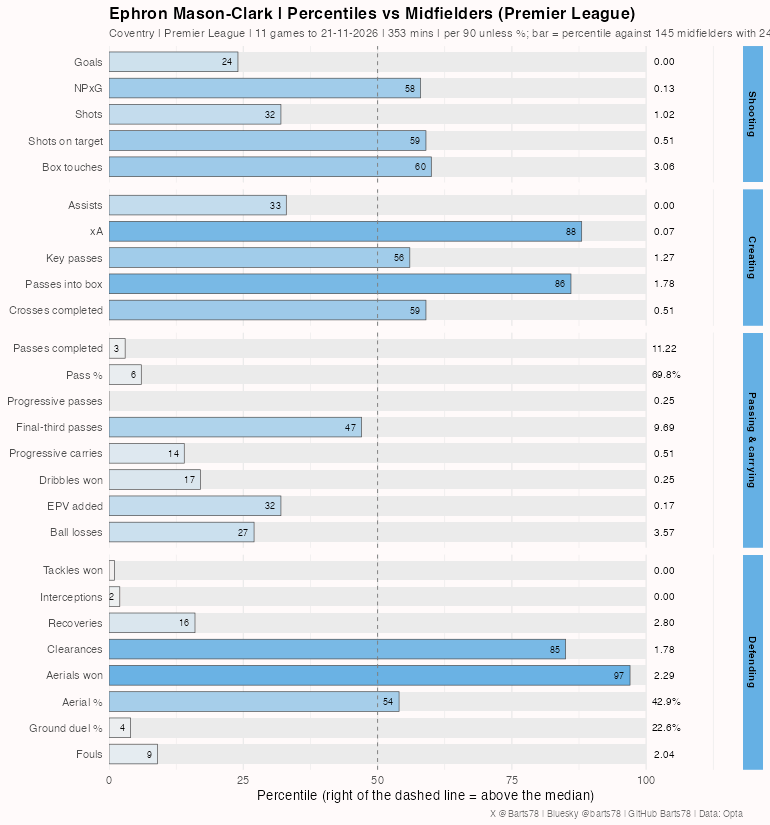 Ephron Mason-Clark | Percentiles vs Midfielders (Premier League)
Coventry | Premier League | 11 games to 21-11-2026 | 353 mins | per 90 unless %; bar = percentile against 145 midfielders with 24
Goals 24 0.00
NPxG 58 0.13
Shots 32 1.02
Shots on target 59 0.51
Box touches 60 3.06
Shooting
Assists 33 0.00
xA 88 0.07
Key passes 56 1.27
Passes into box 86 1.78
Crosses completed 59 0.51
Creating
Passes completed 3 11.22
Pass % 6 69.8%
Progressive passes 0.25
Final-third passes 47 9.69
Progressive carries 14 0.51
Dribbles won 17 0.25
EPV added 32 0.17
Ball losses 27 3.57
Passing & carrying
Tackles won 0.00
Interceptions 2 0.00
Recoveries 16 2.80
Clearances 85 1.78
Aerials won 97 2.29
Aerial % 54 42.9%
Ground duel % 4 22.6%
Fouls 9 2.04
Defending
0 25 50 75 100
Percentile (right of the dashed line = above the median)
X @Barts78 | Bluesky @barts78 | GitHub Barts78 | Data: Opta